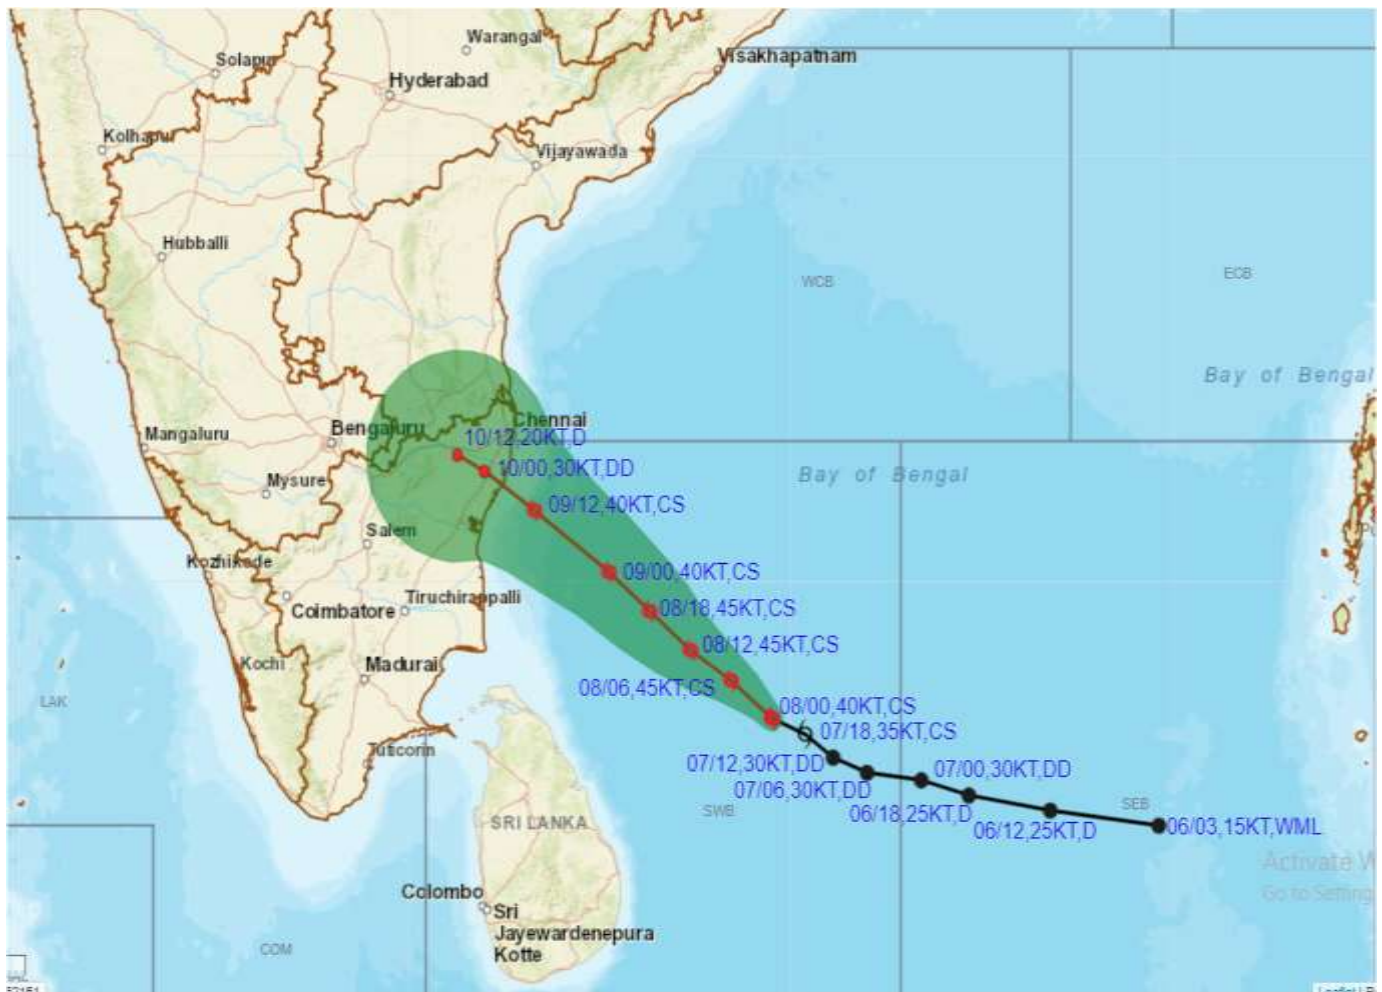 Warangal
Visakhapatnam
Solapur
Hyderabad
Kolhapur
Vijayawada
Hubballi
WCB
ECB
Bay of Bengal
Chennai
Bengaluru
Mangaluru
10/12,20KT,D
10/00,30KT,DD
Bay of Bengal
Mysure
09/12,40KT,CS
Salem
Kozhikode
09/00,40KT,CS
Coimbatore
Tiruchirappalli
08/18,45KT,CS
08/12,45KT,CS
Kochi
Madurai
08/06,45KT,CS
LAK
08/00,40KT,CS
07/18,35KT,CS
Tuticorin
07/12,30KT,DD
07/00,30KT,DD
07/06,30KT,DD
SWB
SEB
06/18,25KT,D
SRI LANKA
06/12,25KT,D
06/03,15KT,WML
Activate W
Go to Setting
Colombo
Sri
Jayewardenepura
Kotte
COM